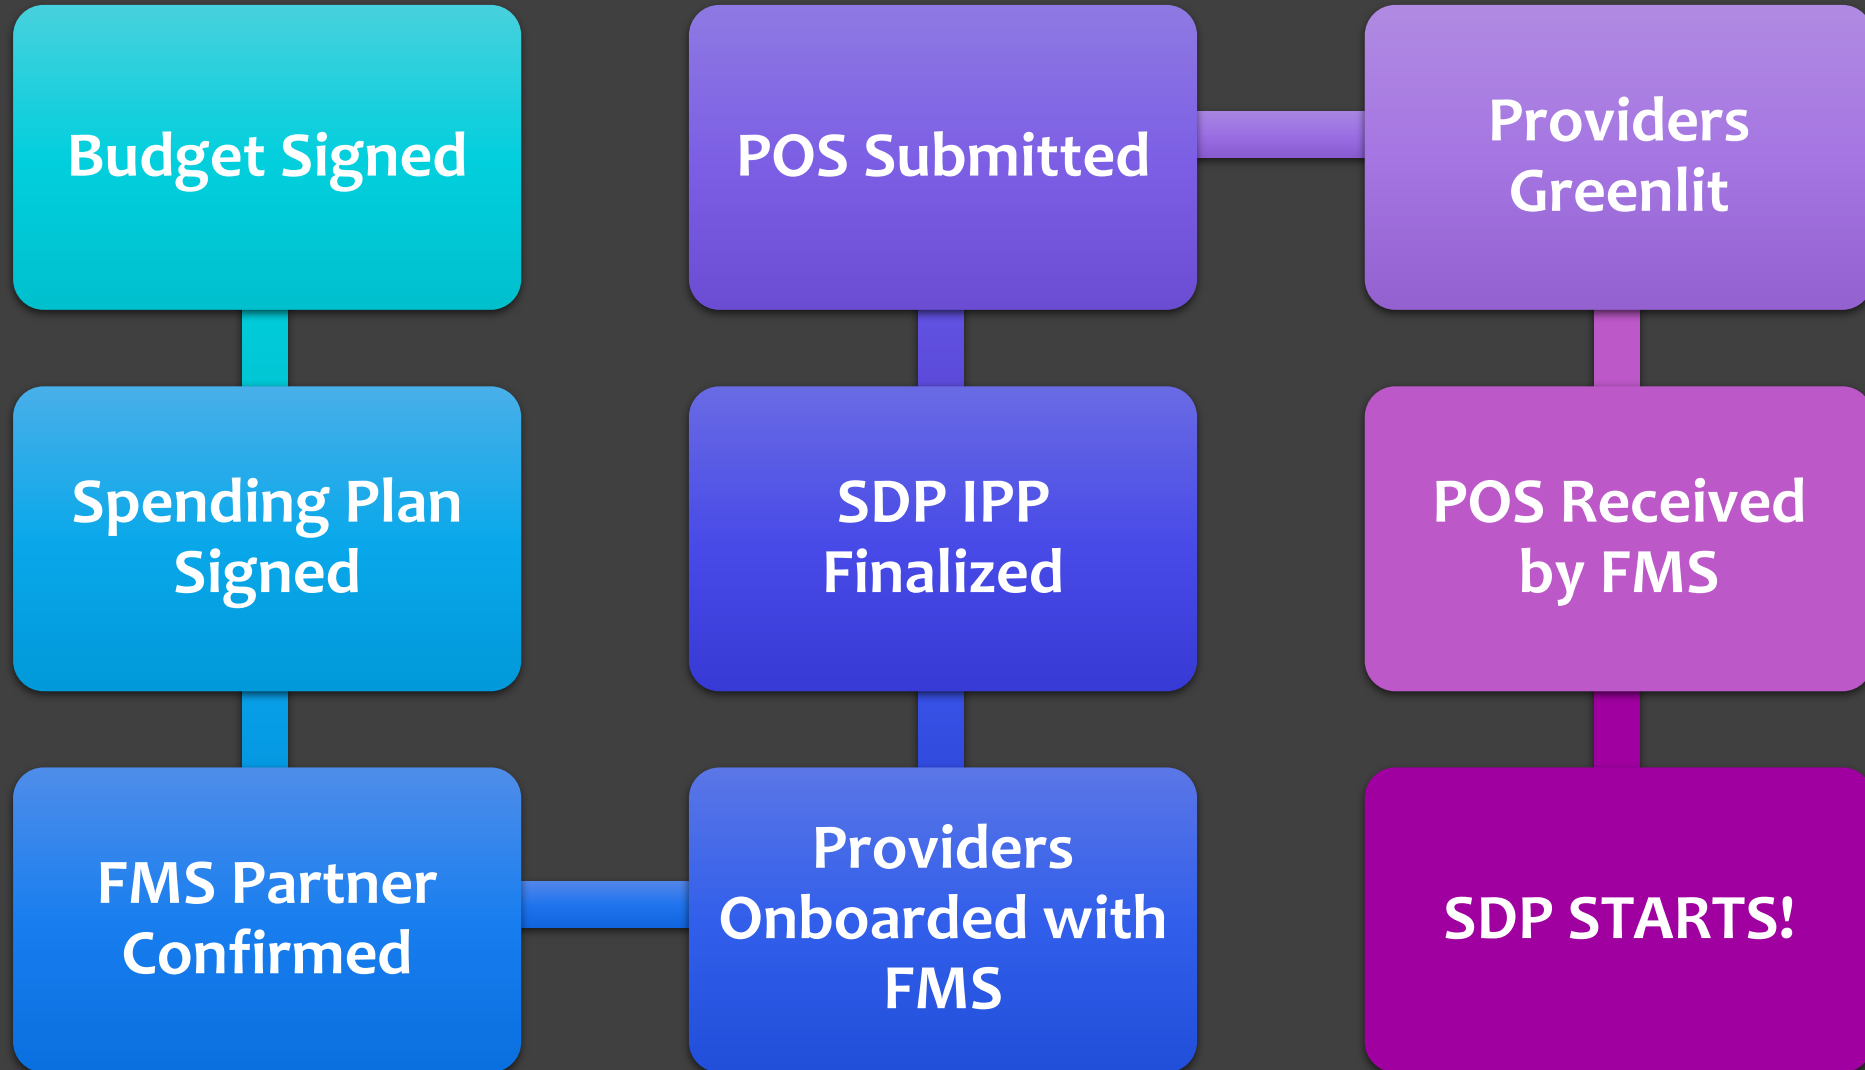 Budget Signed
Spending Plan
Signed
FMS Partner
Confirmed
Providers
Onboarded with
FMS
SDP IPP
Finalized
POS Submitted
Providers
Greenlit
POS Received
by FMS
SDP STARTS!